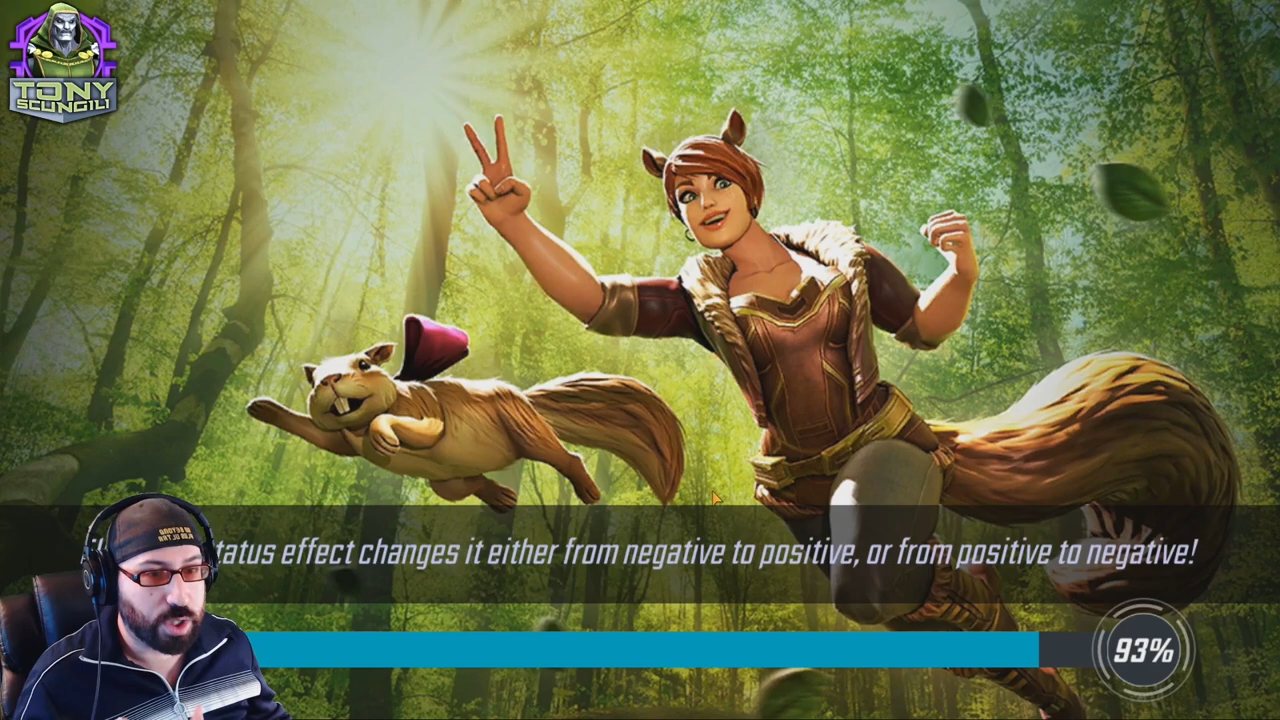 TONY
SCUNGILI
tatus effect changes it either from negative to positive, or from positive to negative!
93%